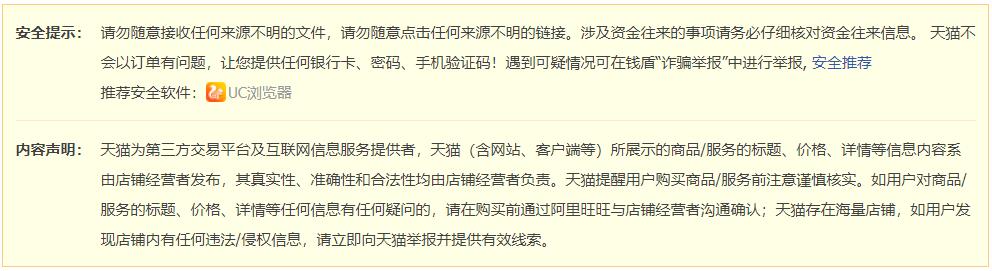 安全提示： 请勿随意接收任何来源不明的文件，请勿随意点击任何来源不明的链接。涉及资金往来的事项请务必仔细核对资金往来信息。 天猫不
会以订单有问题，让您提供任何银行卡、密码、手机验证码！遇到可疑情况可在钱盾“诈骗举报”中进行举报, 安全推荐
推荐安全软件： UC浏览器
内容声明： 天猫为第三方交易平台及互联网信息服务提供者，天猫（含网站、客户端等）所展示的商品/服务的标题、价格、详情等信息内容系
由店铺经营者发布，其真实性、准确性和合法性均由店铺经营者负责。天猫提醒用户购买商品/服务前注意谨慎核实。如用户对商品/
服务的标题、价格、详情等任何信息有任何疑问的，请在购买前通过阿里旺旺与店铺经营者沟通确认；天猫存在海量店铺，如用户发
现店铺内有任何违法/侵权信息，请立即向天猫举报并提供有效线索。